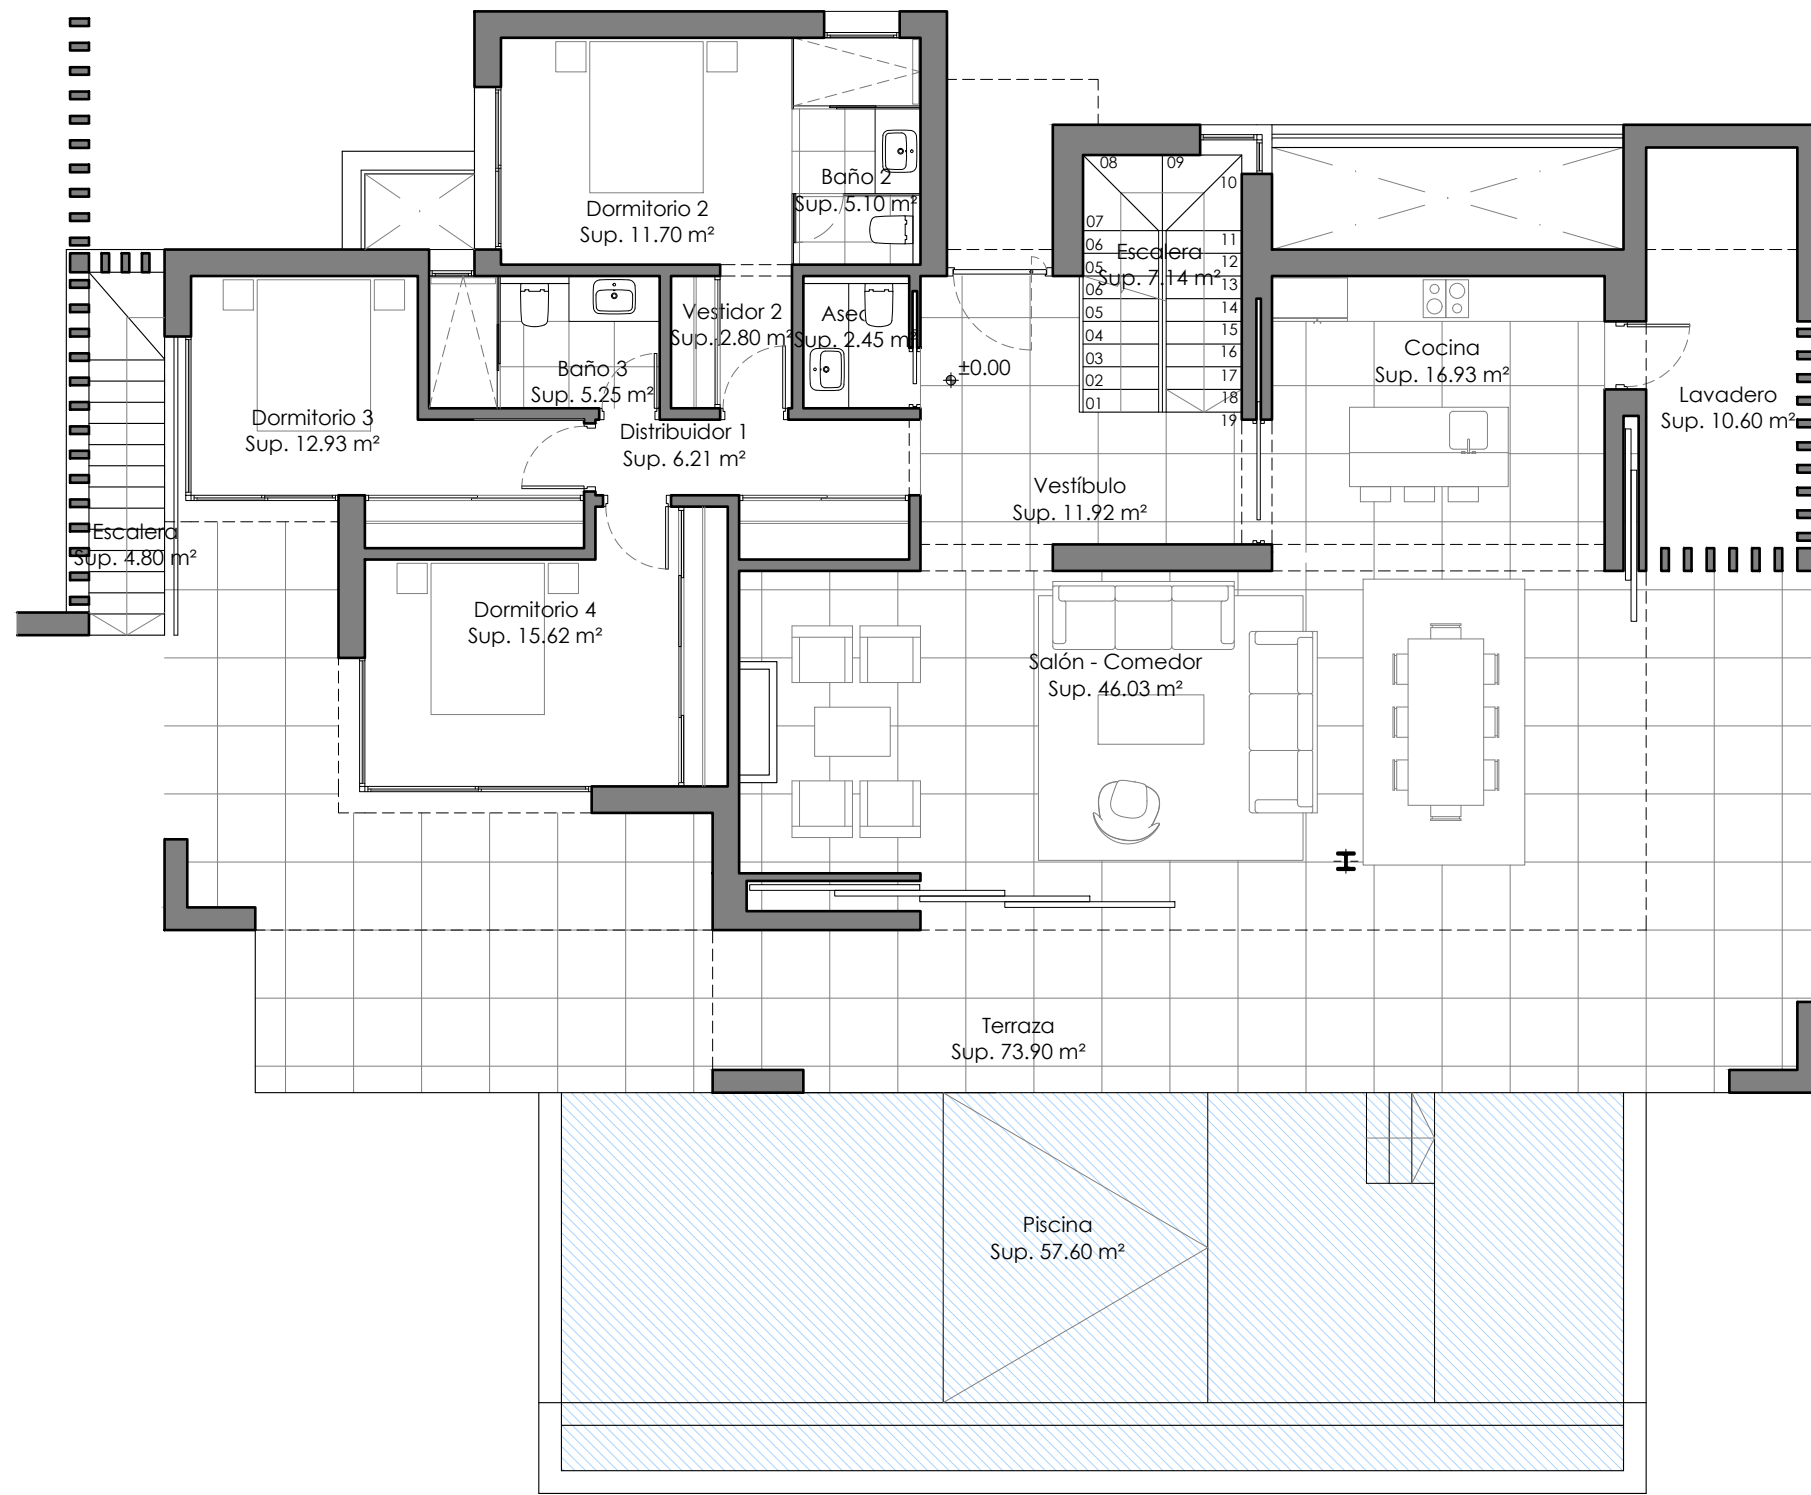 Dormitorio 2
Sup. 11.70 m²
Baño 2
Sup. 5.10 m²
08
09
10
07
06
05
06
05
04
03
02
01
11
12
13
14
15
16
17
18
19
Escalera
Sup. 7.14 m²
Vestidor 2
Sup. 2.80 m²
Aseo
Sup. 2.45 m²
±0.00
Baño 3
Sup. 5.25 m²
Cocina
Sup. 16.93 m²
Lavadero
Sup. 10.60 m²
Dormitorio 3
Sup. 12.93 m²
Distribuidor 1
Sup. 6.21 m²
Vestíbulo
Sup. 11.92 m²
Escalera
Sup. 4.80 m²
Dormitorio 4
Sup. 15.62 m²
Salón - Comedor
Sup. 46.03 m²
Terraza
Sup. 73.90 m²
Piscina
Sup. 57.60 m²